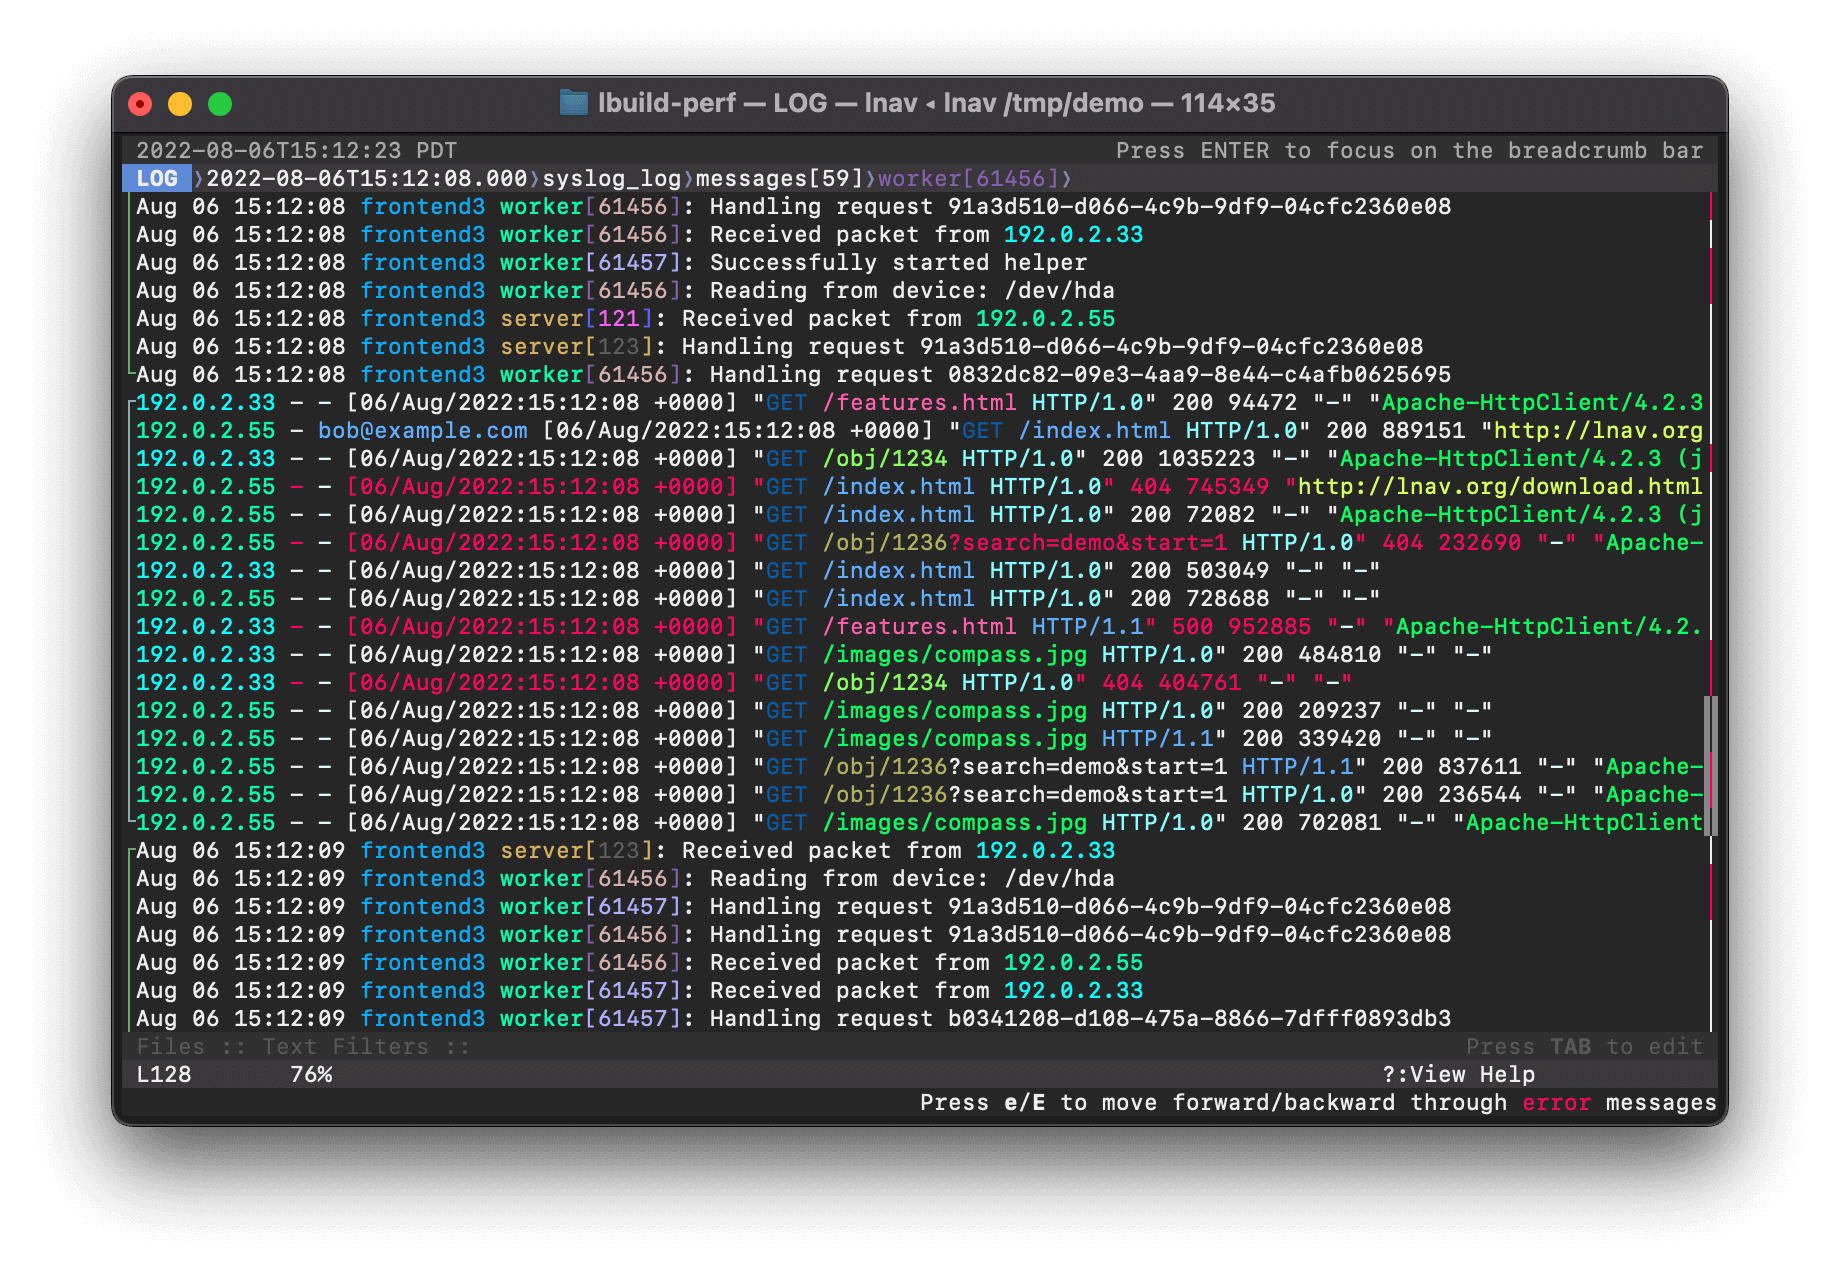 lbuild-perf — LOG — lnav ◂ lnav /tmp/demo — 114×35
2022-08-06T15:12:23 PDT Press ENTER to focus on the breadcrumb bar
LOG ⟩2022-08-06T15:12:08.000⟩syslog_log⟩messages[59]⟩worker[61456]⟩
Aug 06 15:12:08 frontend3 worker[61456]: Handling request 91a3d510-d066-4c9b-9df9-04cfc2360e08
Aug 06 15:12:08 frontend3 worker[61456]: Received packet from 192.0.2.33
Aug 06 15:12:08 frontend3 worker[61457]: Successfully started helper
Aug 06 15:12:08 frontend3 worker[61456]: Reading from device: /dev/hda
Aug 06 15:12:08 frontend3 server[121]: Received packet from 192.0.2.55
Aug 06 15:12:08 frontend3 server[123]: Handling request 91a3d510-d066-4c9b-9df9-04cfc2360e08
Aug 06 15:12:08 frontend3 worker[61456]: Handling request 0832dc82-09e3-4aa9-8e44-c4afb0625695
192.0.2.33 - - [06/Aug/2022:15:12:08 +0000] "GET /features.html HTTP/1.0" 200 94472 "-" "Apache-HttpClient/4.2.3
192.0.2.55 - bob@example.com [06/Aug/2022:15:12:08 +0000] "GET /index.html HTTP/1.0" 200 889151 "http://lnav.org
192.0.2.33 - - [06/Aug/2022:15:12:08 +0000] "GET /obj/1234 HTTP/1.0" 200 1035223 "-" "Apache-HttpClient/4.2.3 (j
192.0.2.55 - - [06/Aug/2022:15:12:08 +0000] "GET /index.html HTTP/1.0" 404 745349 "http://lnav.org/download.html
192.0.2.55 - - [06/Aug/2022:15:12:08 +0000] "GET /index.html HTTP/1.0" 200 72082 "-" "Apache-HttpClient/4.2.3 (j
192.0.2.55 - - [06/Aug/2022:15:12:08 +0000] "GET /obj/1236?search=demo&start=1 HTTP/1.0" 404 232690 "-" "Apache-
192.0.2.33 - - [06/Aug/2022:15:12:08 +0000] "GET /index.html HTTP/1.0" 200 503049 "-" "-"
192.0.2.55 - - [06/Aug/2022:15:12:08 +0000] "GET /index.html HTTP/1.0" 200 728688 "-" "-"
192.0.2.33 - - [06/Aug/2022:15:12:08 +0000] "GET /features.html HTTP/1.1" 500 952885 "-" "Apache-HttpClient/4.2.
192.0.2.33 - - [06/Aug/2022:15:12:08 +0000] "GET /images/compass.jpg HTTP/1.0" 200 484810 "-" "-"
192.0.2.33 - - [06/Aug/2022:15:12:08 +0000] "GET /obj/1234 HTTP/1.0" 404 404761 "-" "-"
192.0.2.55 - - [06/Aug/2022:15:12:08 +0000] "GET /images/compass.jpg HTTP/1.0" 200 209237 "-" "-"
192.0.2.55 - - [06/Aug/2022:15:12:08 +0000] "GET /images/compass.jpg HTTP/1.1" 200 339420 "-" "-"
192.0.2.55 - - [06/Aug/2022:15:12:08 +0000] "GET /obj/1236?search=demo&start=1 HTTP/1.1" 200 837611 "-" "Apache-
192.0.2.55 - - [06/Aug/2022:15:12:08 +0000] "GET /obj/1236?search=demo&start=1 HTTP/1.0" 200 236544 "-" "Apache-
192.0.2.55 - - [06/Aug/2022:15:12:08 +0000] "GET /images/compass.jpg HTTP/1.0" 200 702081 "-" "Apache-HttpClient
Aug 06 15:12:09 frontend3 server[123]: Received packet from 192.0.2.33
Aug 06 15:12:09 frontend3 worker[61456]: Reading from device: /dev/hda
Aug 06 15:12:09 frontend3 worker[61457]: Handling request 91a3d510-d066-4c9b-9df9-04cfc2360e08
Aug 06 15:12:09 frontend3 worker[61456]: Handling request 91a3d510-d066-4c9b-9df9-04cfc2360e08
Aug 06 15:12:09 frontend3 worker[61456]: Received packet from 192.0.2.55
Aug 06 15:12:09 frontend3 worker[61457]: Received packet from 192.0.2.33
Aug 06 15:12:09 frontend3 worker[61457]: Handling request b0341208-d108-475a-8866-7dfff0893db3
Files :: Text Filters :: Press TAB to edit
L128 76% ?:View Help
Press e/E to move forward/backward through error messages